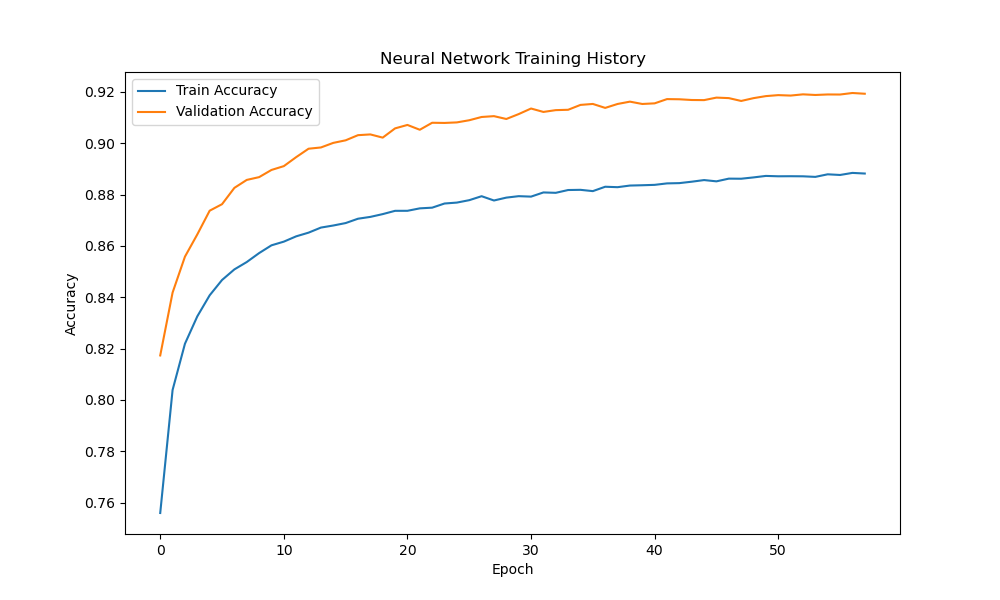 Neural Network Training History
Train Accuracy
Validation Accuracy
Accuracy
0.92
0.90
0.88
0.86
0.84
0.82
0.80
0.78
0.76
0 10 20 30 40 50
Epoch